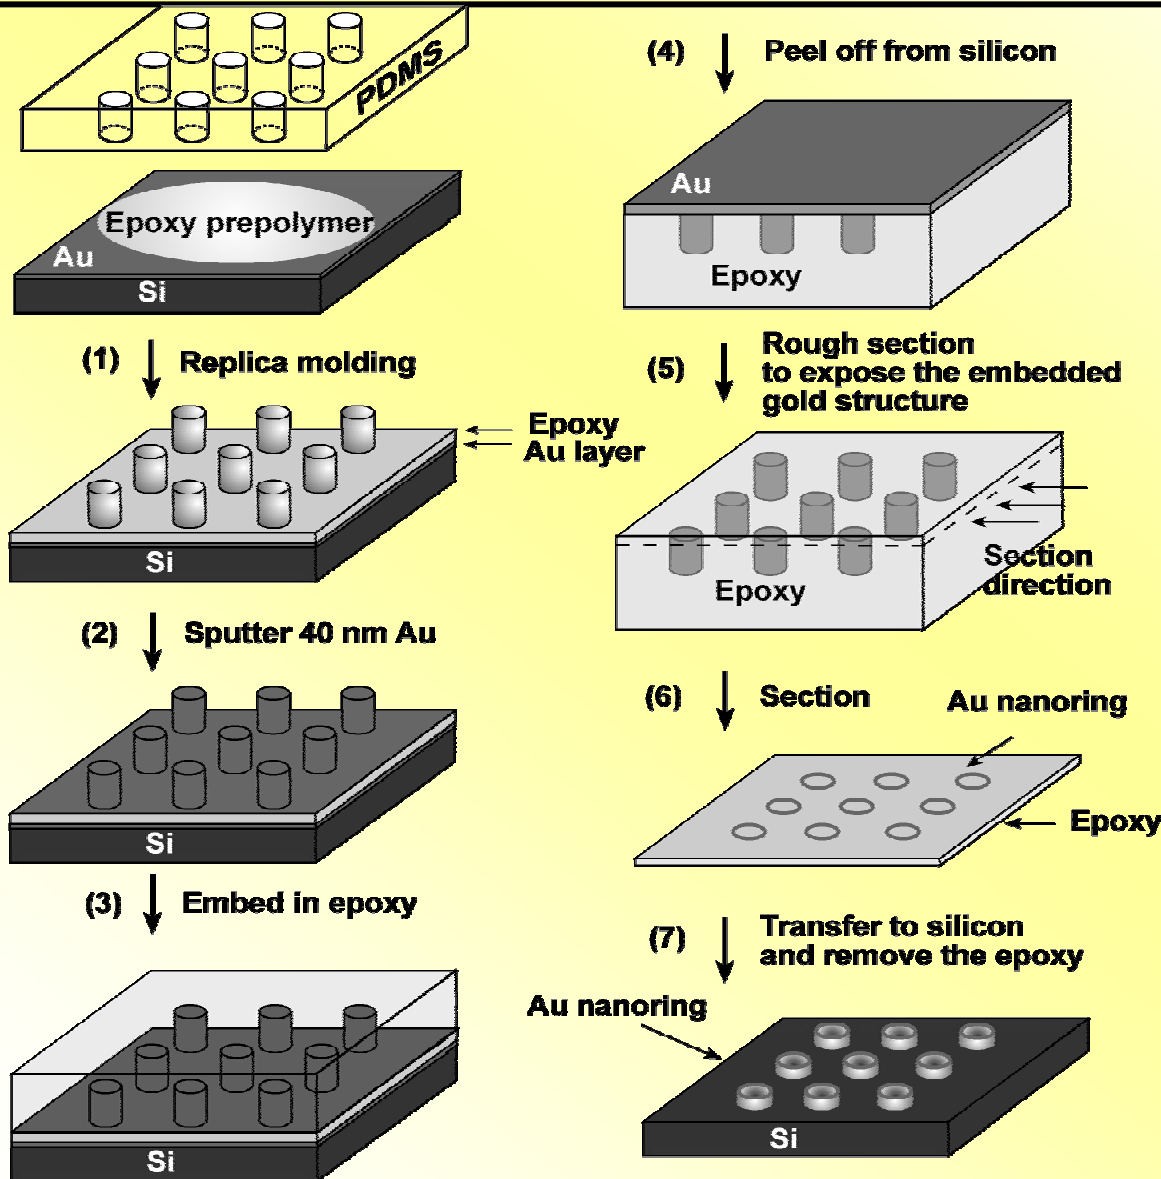 PDMS
Epoxy prepolymer
Au
Si
(1) Replica molding
Epoxy
Au layer
Si
(2) Sputter 40 nm Au
Si
(3) Embed in epoxy
Si
(4) Peel off from silicon
Au
Epoxy
(5) Rough section
to expose the embedded
gold structure
Section
direction
Epoxy
(6) Section
Au nanoring
Epoxy
(7) Transfer to silicon
and remove the epoxy
Au nanoring
Si